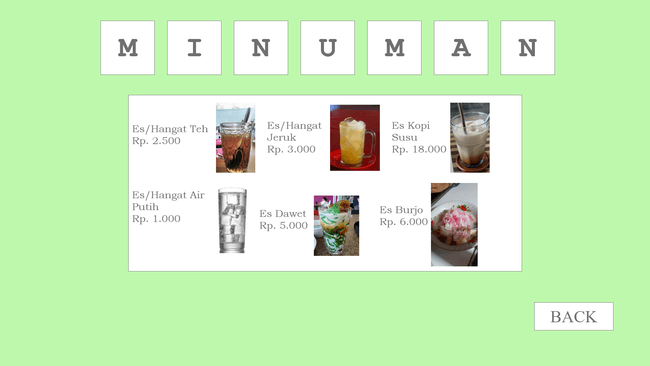 M I N U M A N
Es/Hangat Teh
Rp. 2.500
Es/Hangat
Jeruk
Rp. 3.000
Es Kopi
Susu
Rp. 18.000
Es/Hangat Air
Putih
Rp. 1.000
Es Dawet
Rp. 5.000
Es Burjo
Rp. 6.000
BACK